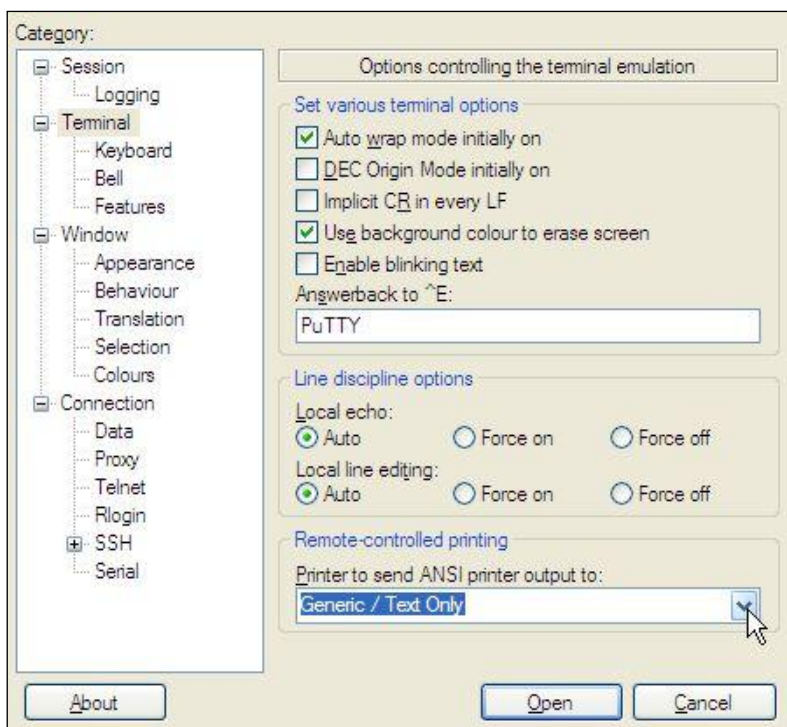 Category:
Session
Logging
Terminal
Keyboard
Bell
Features
Window
Appearance
Behaviour
Translation
Selection
Colours
Connection
Data
Proxy
Telnet
Rlogin
SSH
Serial
Options controlling the terminal emulation
Set various terminal options
Auto wrap mode initially on
DEC Origin Mode initially on
Implicit CR in every LF
Use background colour to erase screen
Enable blinking text
Answerback to ^E:
PuTTY
Line discipline options
Local echo:
Auto Force on Force off
Local line editing:
Auto Force on Force off
Remote-controlled printing
Printer to send ANSI printer output to:
Generic / Text Only
About Open Cancel